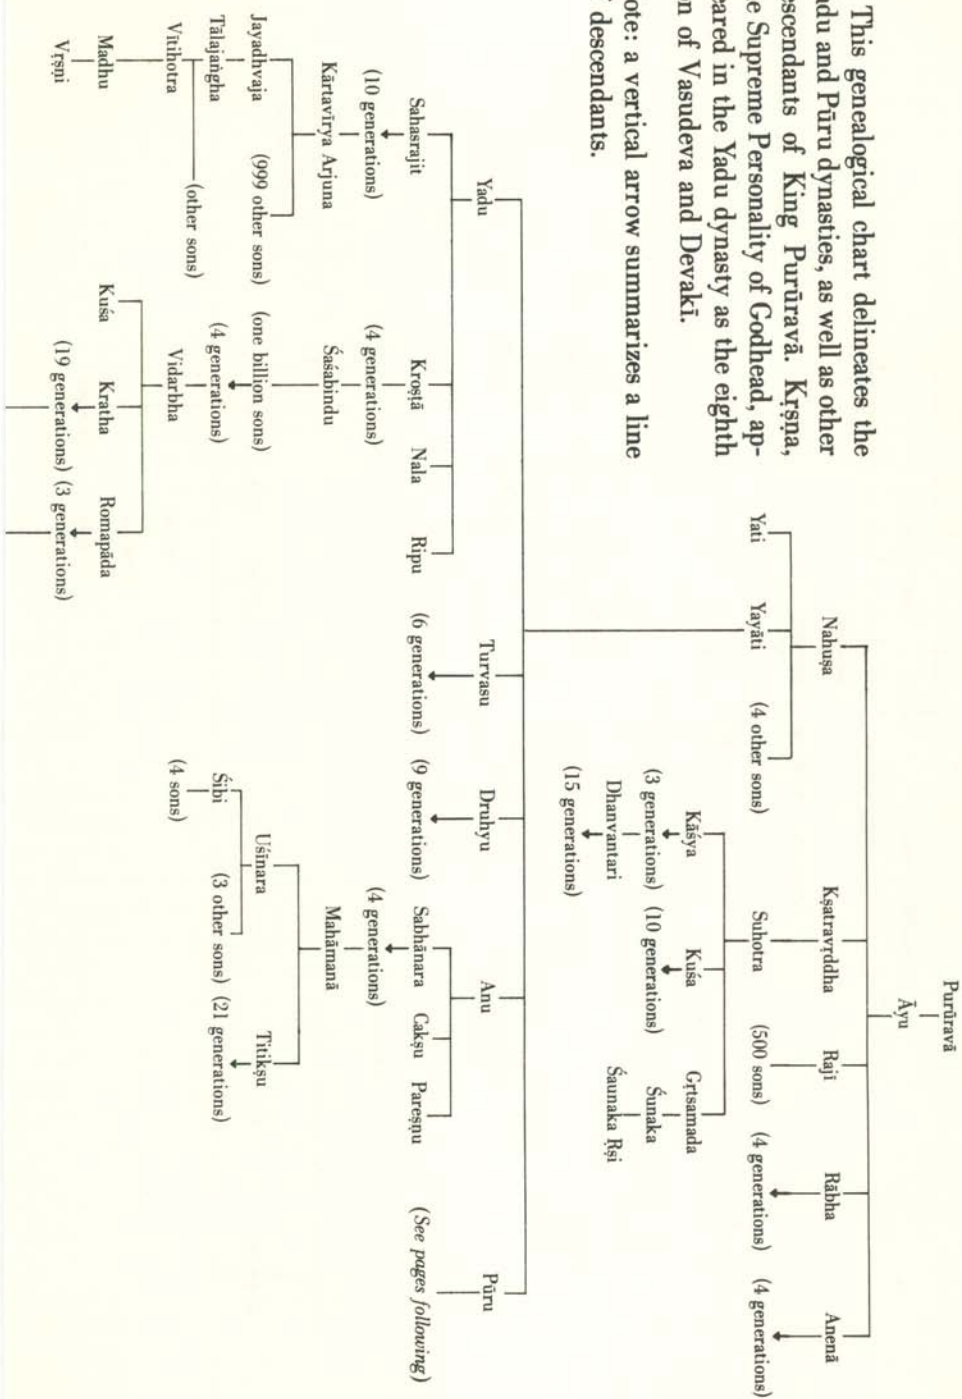 This genealogical chart delineates the
du and Pūru dynasties, as well as other
escendants of King Purūravā. Kṛṣṇa,
e Supreme Personality of Godhead, ap-
eared in the Yadu dynasty as the eighth
on of Vasudeva and Devakī.
ote: a vertical arrow summarizes a line
descendants.
Purūravā
Āyu
Nahuṣa Kṣatravṛddha Rajī Rābha Anenā
Yati Yayāti (4 other sons) Suhotra (500 sons) (4 generations) (4 generations)
Kāśya Kuśa Gṛtsamada
(3 generations) (10 generations) Śunaka
Dhanvantari Śaunaka Ṛṣi
(15 generations)
Yadu Turvasu Druhyu Anu Pūru
Sahasrajit Kroṣṭā Nala Ripu (6 generations) (9 generations) Sabhānara Cakṣu Pareṣṇu (See pages following)
(10 generations) (4 generations) (4 generations)
Kārtavīrya Arjuna Śaśabindu Mahāmanā
Jayadhvaja (999 other sons) (one billion sons) Uśīnara Titikṣu
Tālajaṅgha (4 generations) Śibi (3 other sons) (21 generations)
Vītihotra (other sons) Vidarbha (4 sons)
Madhu Kuśa Kratha Romapāda
Vṛṣṇi (19 generations) (3 generations)